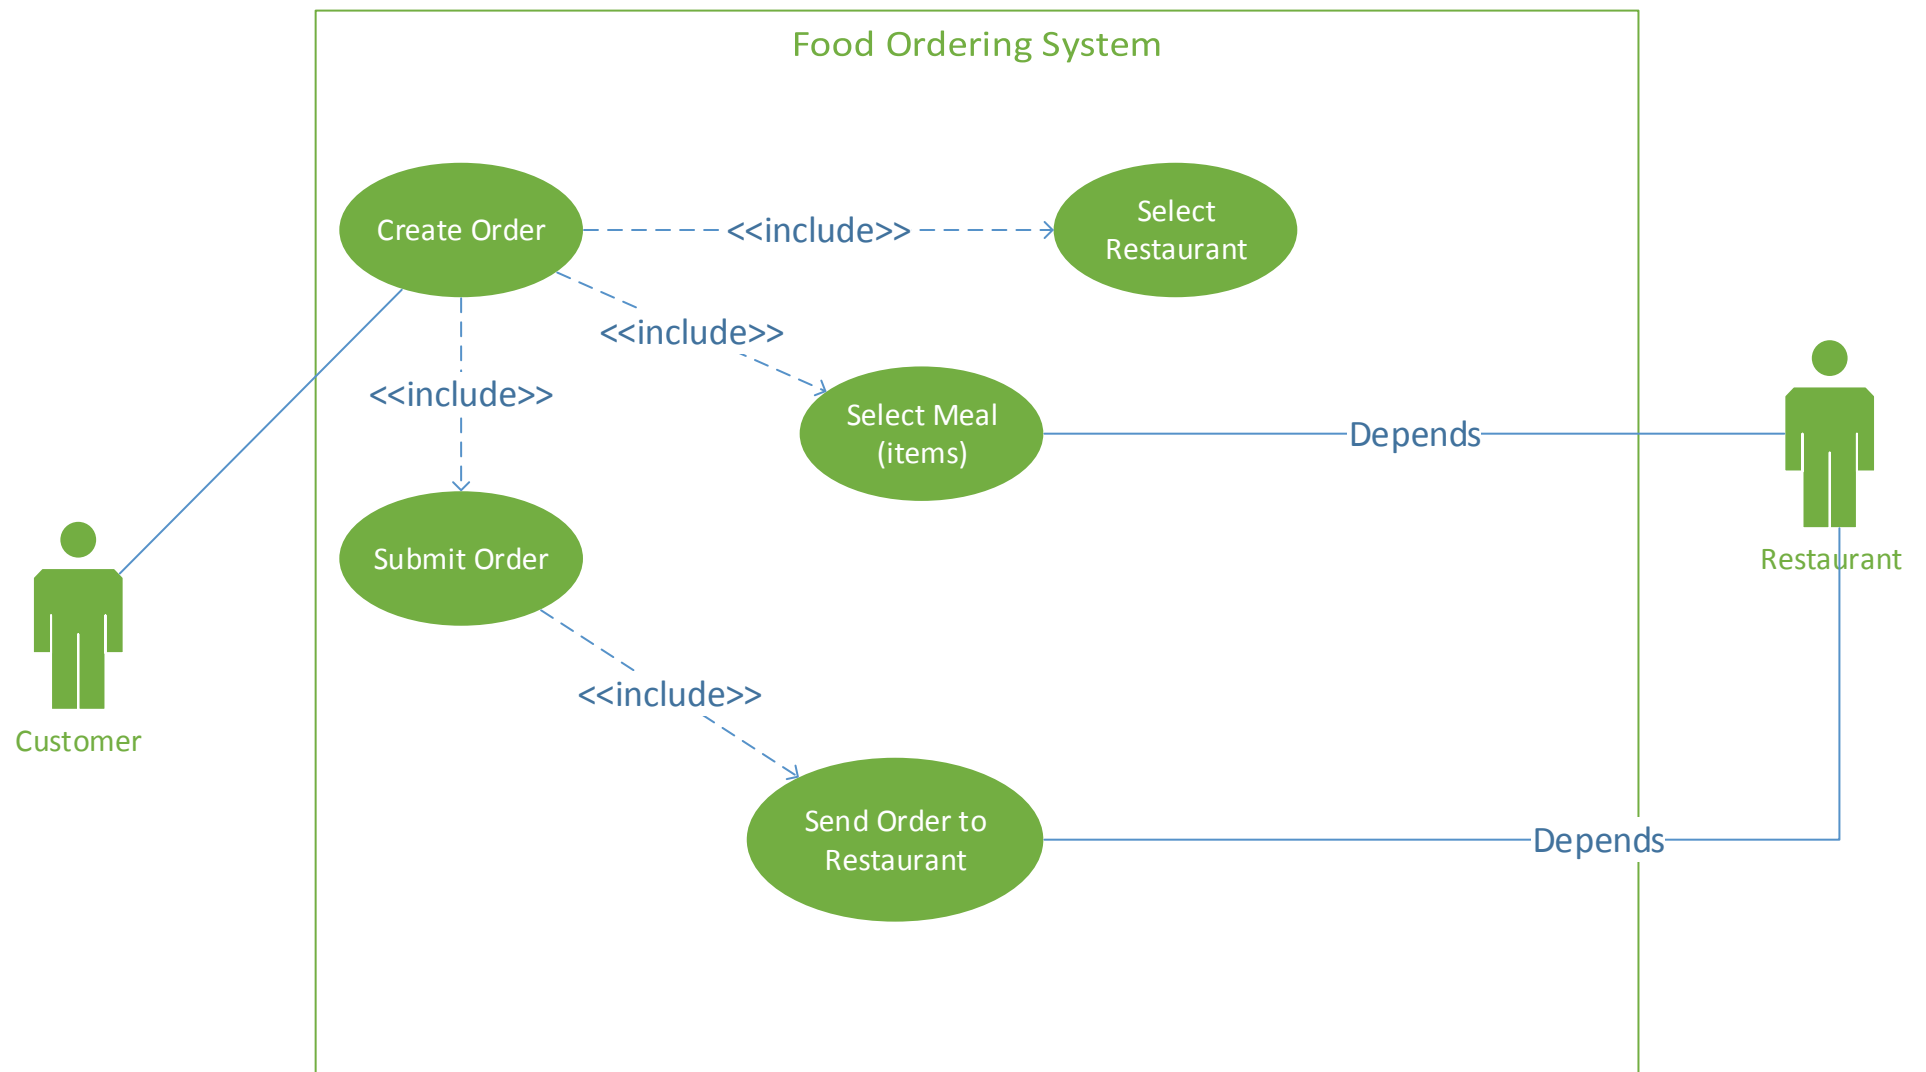 Food Ordering System
Create Order
<<include>>
Select
Restaurant
<<include>>
<<include>>
Select Meal
(items)
Depends
Submit Order
Restaurant
<<include>>
Customer
Send Order to
Restaurant
Depends